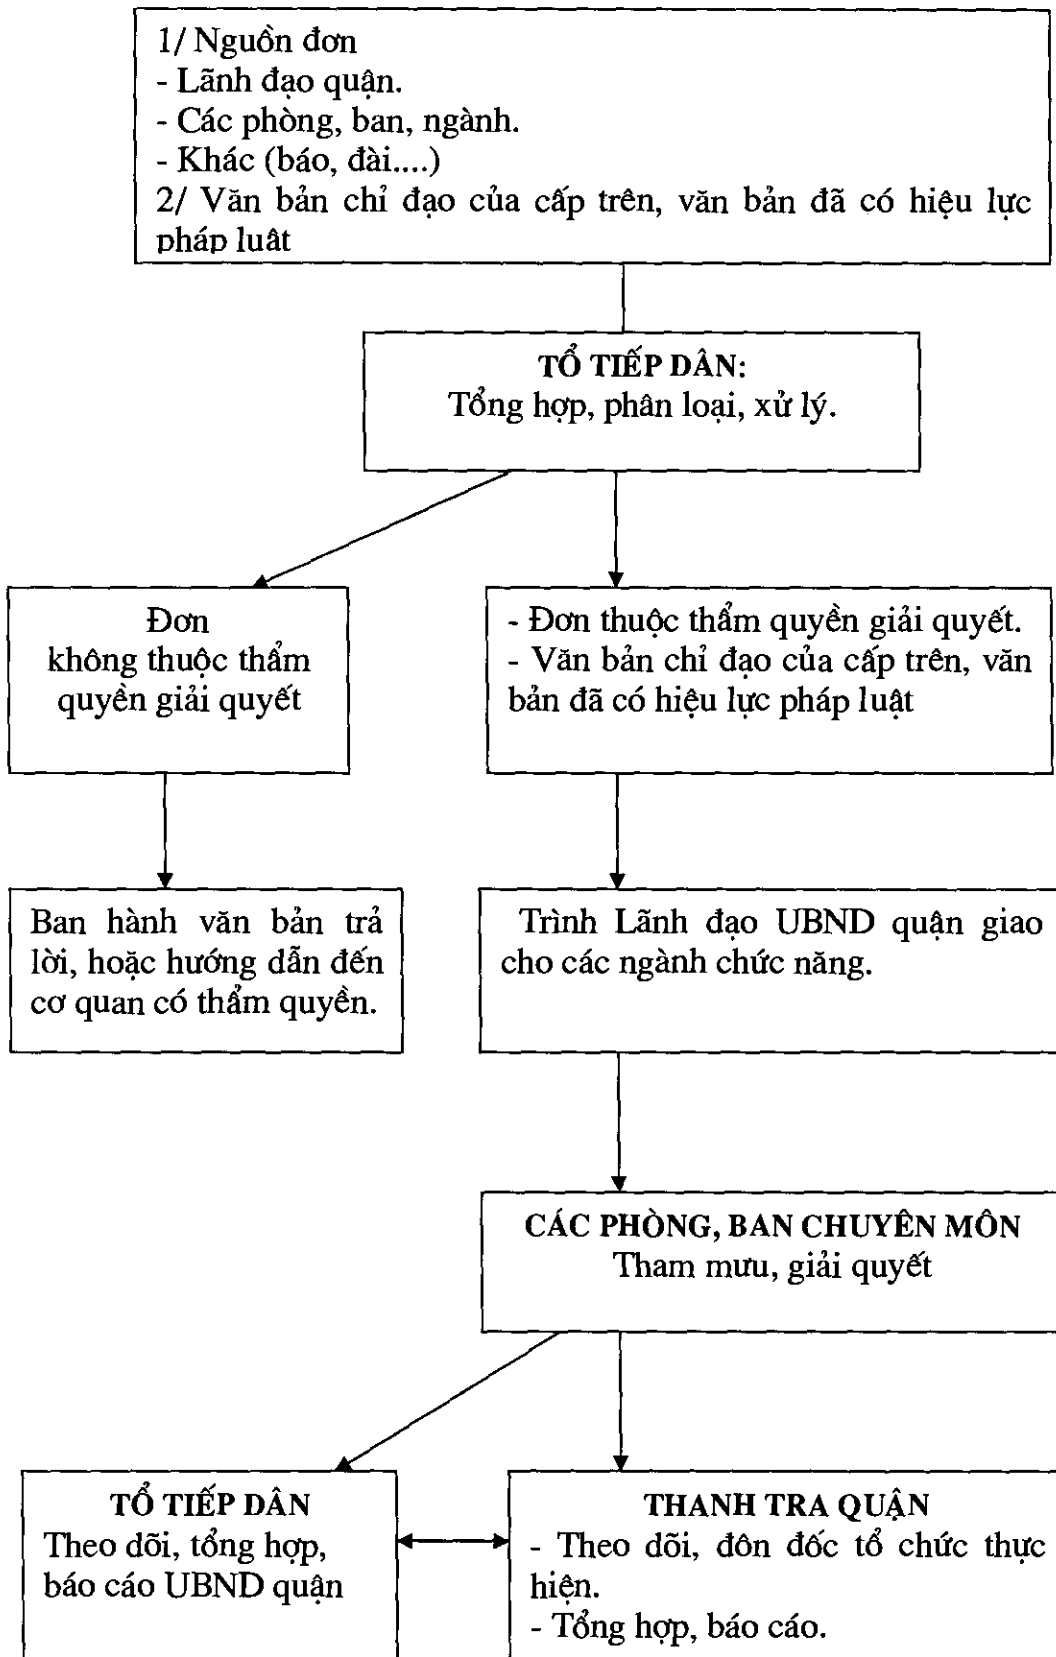 1/ Nguồn đơn
- Lãnh đạo quận.
- Các phòng, ban, ngành.
- Khác (báo, đài....)
2/ Văn bản chỉ đạo của cấp trên, văn bản đã có hiệu lực
pháp luật
TỔ TIẾP DÂN:
Tổng hợp, phân loại, xử lý.
Đơn
không thuộc thẩm
quyền giải quyết
- Đơn thuộc thẩm quyền giải quyết.
- Văn bản chỉ đạo của cấp trên, văn
bản đã có hiệu lực pháp luật
Ban hành văn bản trả
lời, hoặc hướng dẫn đến
cơ quan có thẩm quyền.
Trình Lãnh đạo UBND quận giao
cho các ngành chức năng.
CÁC PHÒNG, BAN CHUYÊN MÔN
Tham mưu, giải quyết
TỔ TIẾP DÂN
Theo dõi, tổng hợp,
báo cáo UBND quận
THANH TRA QUẬN
- Theo dõi, đôn đốc tổ chức thực
hiện.
- Tổng hợp, báo cáo.